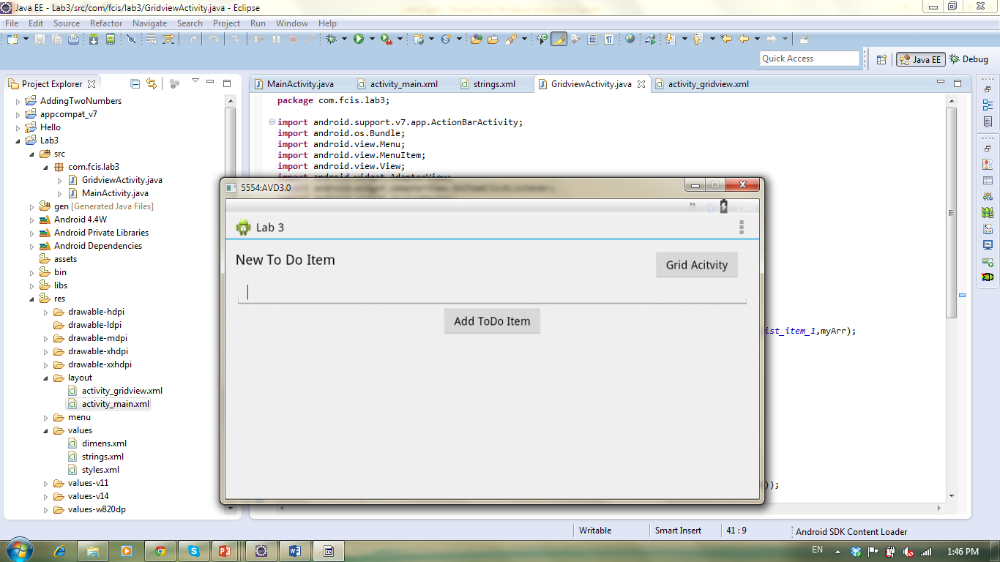 Java EE - Lab3/src/com/fcis/lab3/GridviewActivity.java - Eclipse
File Edit Source Refactor Navigate Search Project Run Window Help
Quick Access
Java EE
Debug
Project Explorer
AddingTwoNumbers
appcompat_v7
Hello
Lab3
src
com.fcis.lab3
GridviewActivity.java
MainActivity.java
gen [Generated Java Files]
Android 4.4W
Android Private Libraries
Android Dependencies
assets
bin
libs
res
drawable-hdpi
drawable-ldpi
drawable-mdpi
drawable-xhdpi
drawable-xxhdpi
layout
activity_gridview.xml
activity_main.xml
menu
values
dimens.xml
strings.xml
styles.xml
values-v11
values-v14
values-w820dp
MainActivity.java activity_main.xml strings.xml GridviewActivity.java activity_gridview.xml
package com.fcis.lab3;
import android.support.v7.app.ActionBarActivity;
import android.os.Bundle;
import android.view.Menu;
import android.view.MenuItem;
import android.view.View;
import android.widget.AdapterView;
ist_item_1,myArr);
));
5554:AVD3.0
1:46
Lab 3
New To Do Item
Grid Acitvity
Add ToDo Item
Writable Smart Insert 41 : 9 Android SDK Content Loader
EN
1:46 PM